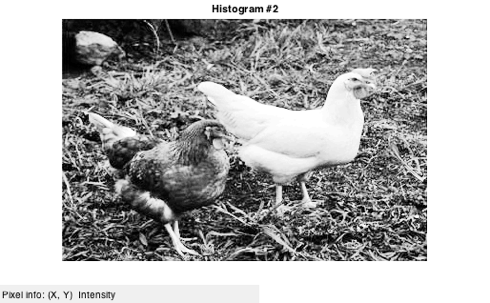 Histogram #2
Pixel info: (X, Y) Intensity